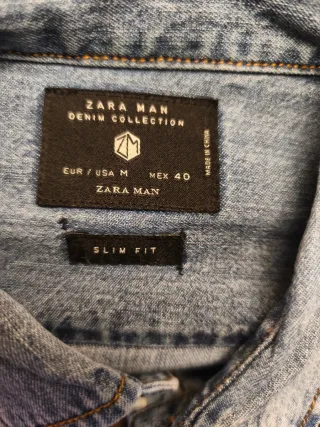 ZARA MAN
DENIM COLLECTION
ZM
EUR / USA M MEX 40
ZARA MAN
MADE IN CHINA
SLIM FIT